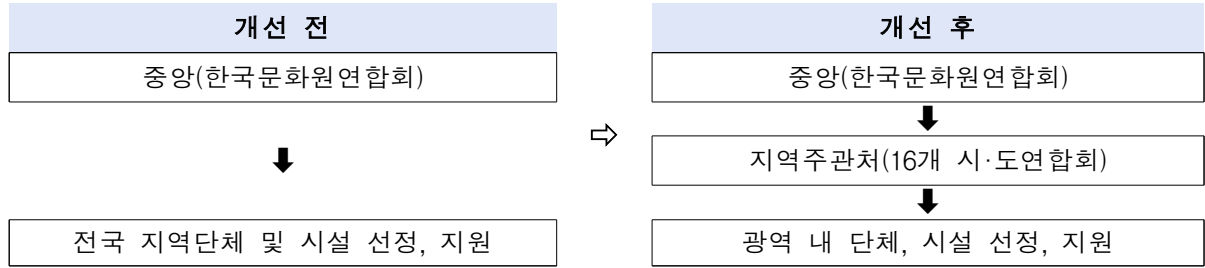 개선 전
중앙(한국문화원연합회)
전국 지역단체 및 시설 선정, 지원
개선 후
중앙(한국문화원연합회)
지역주관처(16개 시·도연합회)
광역 내 단체, 시설 선정, 지원